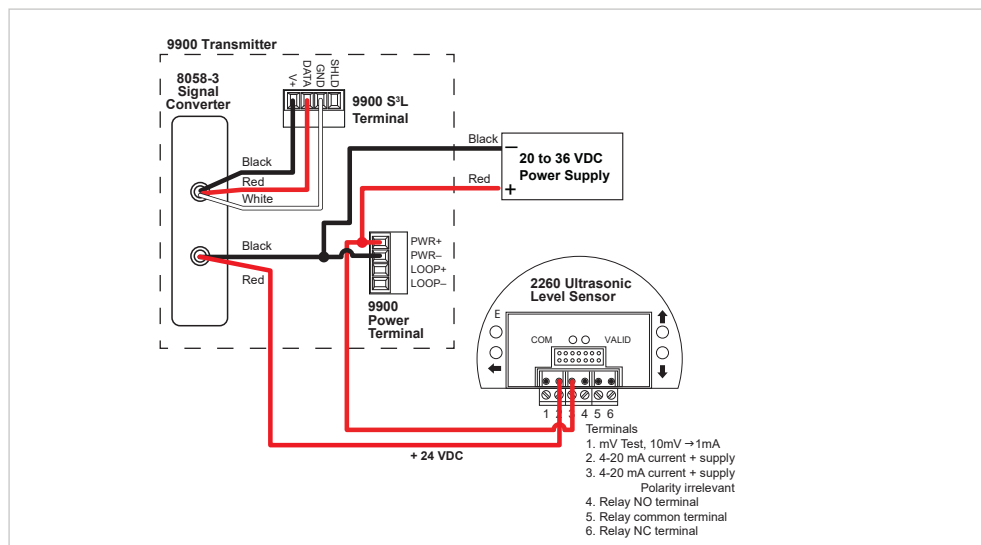 9900 Transmitter
8058-3
Signal
Converter
V+
DATA
GND
SHLD
9900 S³L
Terminal
Black
Red
White
Black
Red
Black
Red
–
+
20 to 36 VDC
Power Supply
PWR+
PWR–
LOOP+
LOOP–
9900
Power
Terminal
2260 Ultrasonic
Level Sensor
E
COM
VALID
1 2 3 4 5 6
+ 24 VDC
Terminals
1. mV Test, 10mV →1mA
2. 4-20 mA current + supply
3. 4-20 mA current + supply
Polarity irrelevant
4. Relay NO terminal
5. Relay common terminal
6. Relay NC terminal